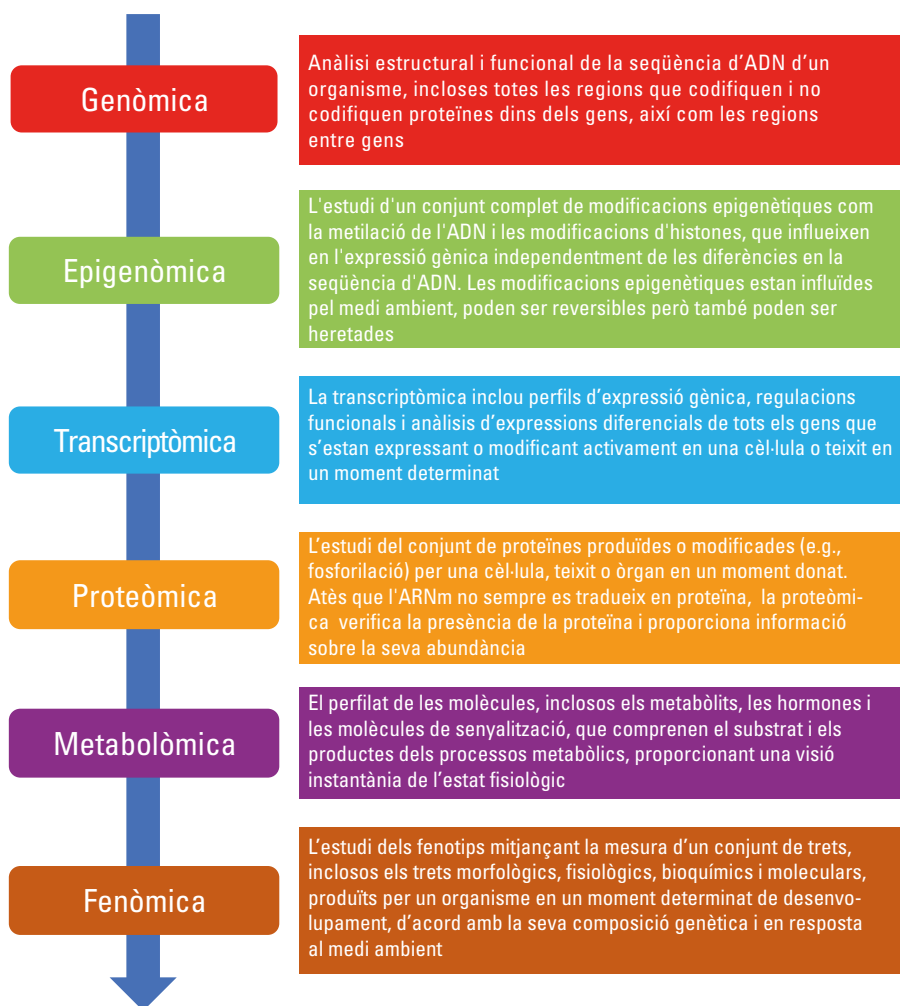 Genòmica
Anàlisi estructural i funcional de la seqüència d’ADN d’un
organisme, incloses totes les regions que codifiquen i no
codifiquen proteïnes dins dels gens, així com les regions
entre gens
Epigenòmica
L'estudi d'un conjunt complet de modificacions epigenètiques com
la metilació de l'ADN i les modificacions d'histones, que influeixen
en l'expressió gènica independentment de les diferències en la
seqüència d'ADN. Les modificacions epigenètiques estan influïdes
pel medi ambient, poden ser reversibles però també poden ser
heretades
Transcriptòmica
La transcriptòmica inclou perfils d’expressió gènica, regulacions
funcionals i anàlisis d’expressions diferencials de tots els gens que
s’estan expressant o modificant activament en una cèl·lula o teixit en
un moment determinat
Proteòmica
L’estudi del conjunt de proteïnes produïdes o modificades (e.g.,
fosforilació) per una cèl·lula, teixit o òrgan en un moment donat.
Atès que l'ARNm no sempre es tradueix en proteïna, la proteòmi-
ca verifica la presència de la proteïna i proporciona informació
sobre la seva abundància
Metabolòmica
El perfilat de les molècules, inclosos els metabòlits, les hormones i
les molècules de senyalització, que comprenen el substrat i els
productes dels processos metabòlics, proporcionant una visió
instantània de l’estat fisiològic
Fenòmica
L’estudi dels fenotips mitjançant la mesura d’un conjunt de trets,
inclosos els trets morfològics, fisiològics, bioquímics i moleculars,
produïts per un organisme en un moment determinat de desenvo-
lupament, d’acord amb la seva composició genètica i en resposta
al medi ambient